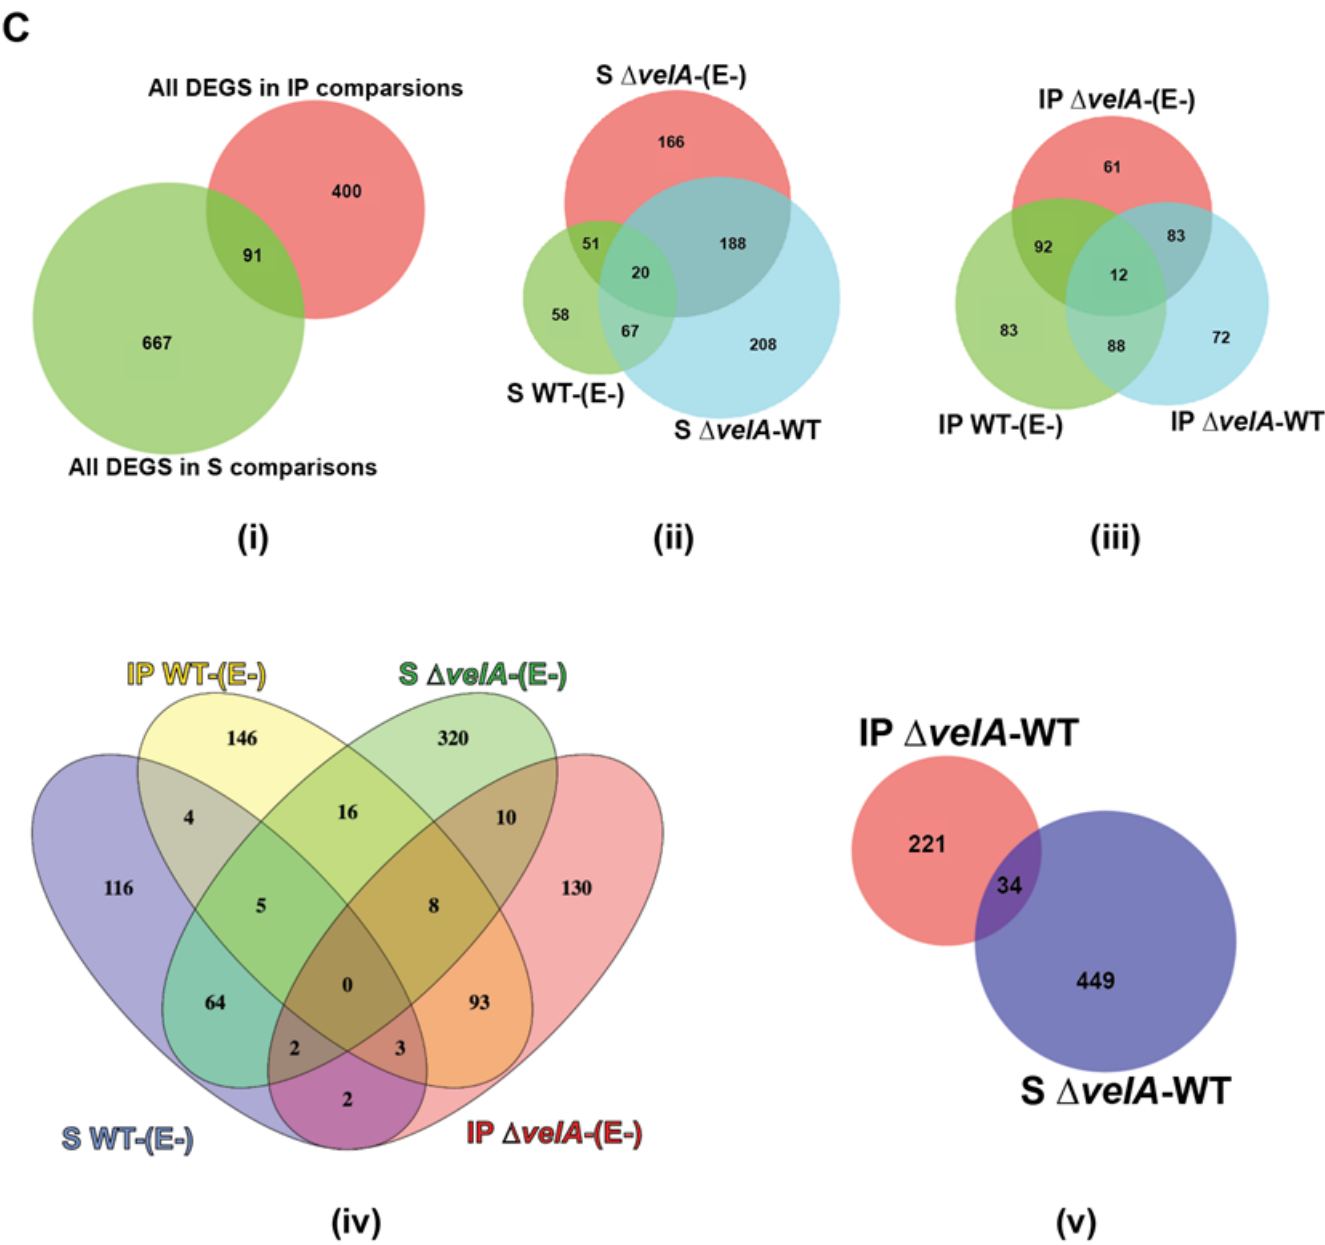 C
All DEGS in IP comparsions
400
91
667
All DEGS in S comparisons
(i)
S ΔvelA-(E-)
166
51
188
20
58
67
208
S WT-(E-)
S ΔvelA-WT
(ii)
IP ΔvelA-(E-)
61
92
83
12
83
88
72
IP WT-(E-)
IP ΔvelA-WT
(iii)
IP WT-(E-)
S ΔvelA-(E-)
146
320
4
16
10
116
5
8
130
64
0
93
2
3
2
S WT-(E-)
IP ΔvelA-(E-)
(iv)
IP ΔvelA-WT
221
34
449
S ΔvelA-WT
(v)